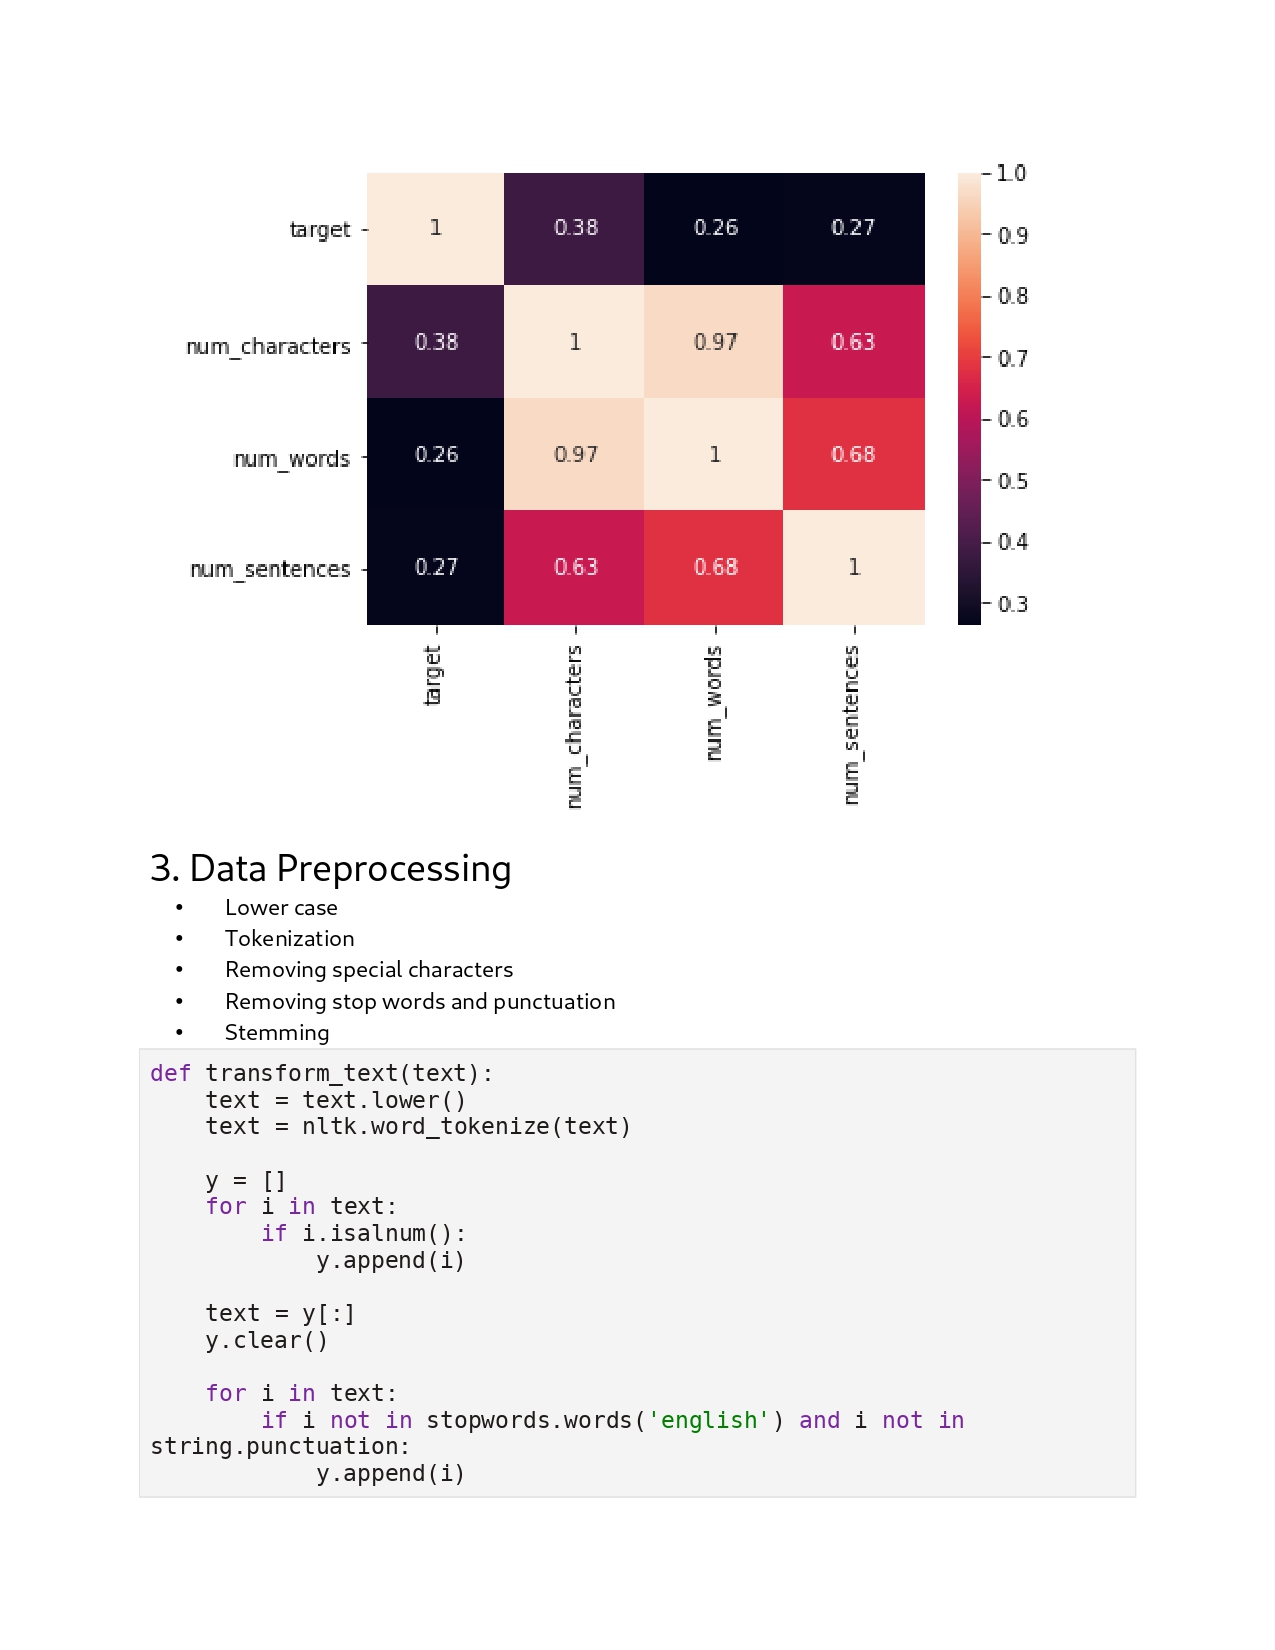 target 1 0.38 0.26 0.27
num_characters 0.38 1 0.97 0.63
num_words 0.26 0.97 1 0.68
num_sentences 0.27 0.63 0.68 1
target num_characters num_words num_sentences
1.0
0.9
0.8
0.7
0.6
0.5
0.4
0.3
3. Data Preprocessing
• Lower case
• Tokenization
• Removing special characters
• Removing stop words and punctuation
• Stemming
def transform_text(text):
    text = text.lower()
    text = nltk.word_tokenize(text)
    y = []
    for i in text:
        if i.isalnum():
            y.append(i)
    text = y[:]
    y.clear()
    for i in text:
        if i not in stopwords.words('english') and i not in
string.punctuation:
            y.append(i)